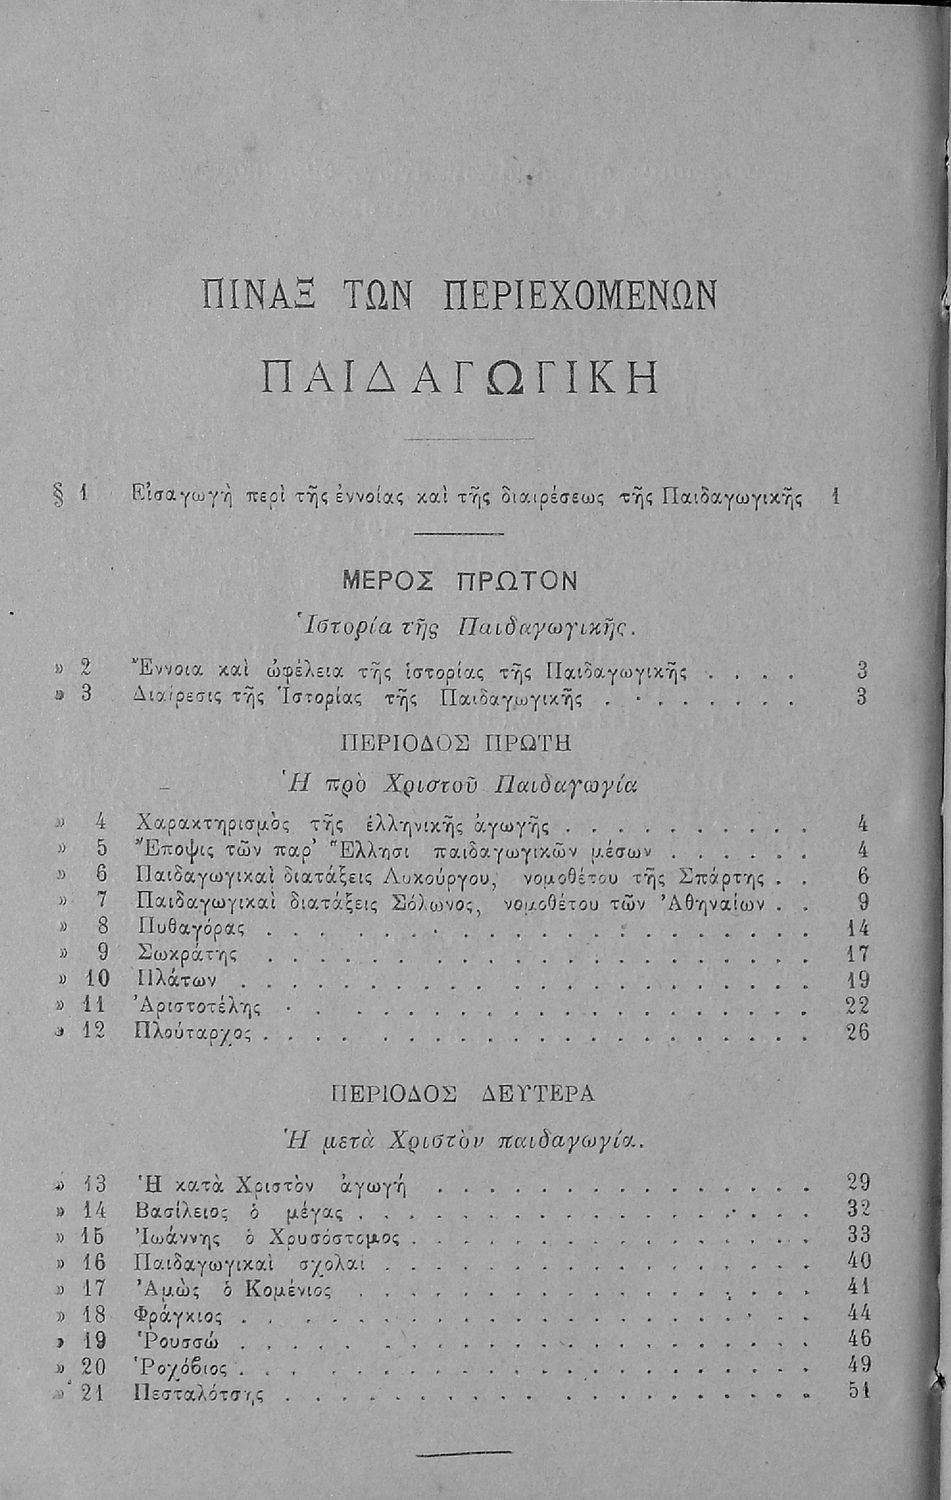 ΠΙΝΑΞ ΤΩΝ ΠΕΡΙΕΧΟΜΕΝΩΝ
ΠΑΙΔΑΓΩΓΙΚΗ
§ 1 Εἰσαγωγὴ περὶ τῆς ἐννοίας καὶ τῆς διαιρέσεως τῆς Παιδαγωγικῆς 1
ΜΕΡΟΣ ΠΡΩΤΟΝ
Ἱστορία τῆς Παιδαγωγικῆς.
» 2 Ἔννοια καὶ ὠφέλεια τῆς ἱστορίας τῆς Παιδαγωγικῆς . . . . 3
» 3 Διαίρεσις τῆς Ἱστορίας τῆς Παιδαγωγικῆς . . . . . . . . 3
ΠΕΡΙΟΔΟΣ ΠΡΩΤΗ
Ἡ πρὸ Χριστοῦ Παιδαγωγία
» 4 Χαρακτηρισμὸς τῆς ἑλληνικῆς ἀγωγῆς . . . . . . . . . . 4
» 5 Ἔποψις τῶν παρ' Ἕλλησι παιδαγωγικῶν μέσων . . . . . . 4
» 6 Παιδαγωγικαὶ διατάξεις Λυκούργου, νομοθέτου τῆς Σπάρτης . . 6
» 7 Παιδαγωγικαὶ διατάξεις Σόλωνος, νομοθέτου τῶν Ἀθηναίων . . 9
» 8 Πυθαγόρας . . . . . . . . . . . . . . . . . . . . . 14
» 9 Σωκράτης . . . . . . . . . . . . . . . . . . . . . 17
» 10 Πλάτων . . . . . . . . . . . . . . . . . . . . . . 19
» 11 Ἀριστοτέλης . . . . . . . . . . . . . . . . . . . . 22
» 12 Πλούταρχος . . . . . . . . . . . . . . . . . . . . . 26
ΠΕΡΙΟΔΟΣ ΔΕΥΤΕΡΑ
Ἡ μετὰ Χριστὸν παιδαγωγία.
» 13 Ἡ κατὰ Χριστὸν ἀγωγή . . . . . . . . . . . . . . . 29
» 14 Βασίλειος ὁ μέγας . . . . . . . . . . . . . . . . . . 32
» 15 Ἰωάννης ὁ Χρυσόστομος . . . . . . . . . . . . . . . . 33
» 16 Παιδαγωγικαὶ σχολαί . . . . . . . . . . . . . . . . . 40
» 17 Ἀμὼς ὁ Κομένιος . . . . . . . . . . . . . . . . . . 41
» 18 Φράγκιος . . . . . . . . . . . . . . . . . . . . . . 44
» 19 Ῥουσσώ . . . . . . . . . . . . . . . . . . . . . . 46
» 20 Ῥοχόβιος . . . . . . . . . . . . . . . . . . . . . . 49
» 21 Πεσταλότσης . . . . . . . . . . . . . . . . . . . . 51